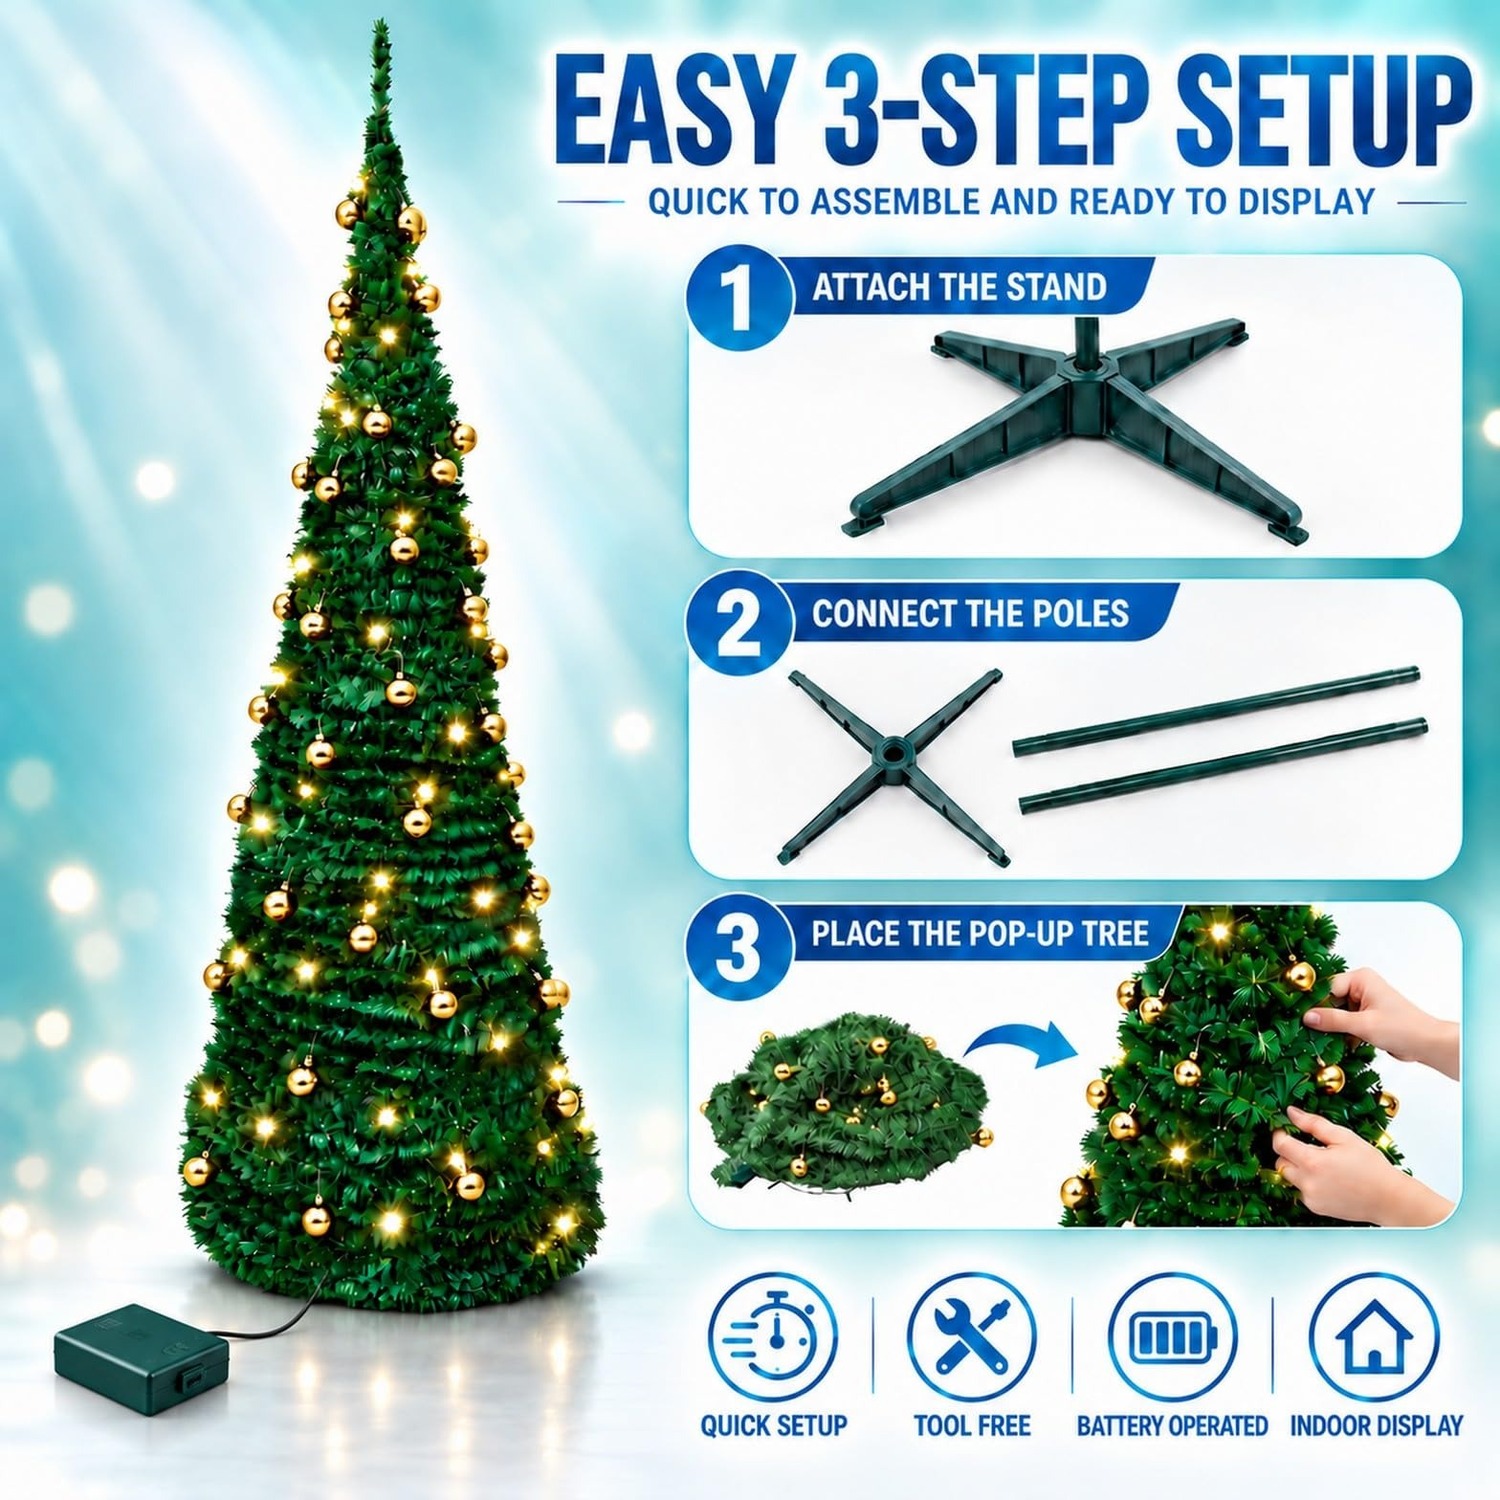 EASY 3-STEP SETUP
QUICK TO ASSEMBLE AND READY TO DISPLAY
1 ATTACH THE STAND
2 CONNECT THE POLES
3 PLACE THE POP-UP TREE
QUICK SETUP
TOOL FREE
BATTERY OPERATED
INDOOR DISPLAY